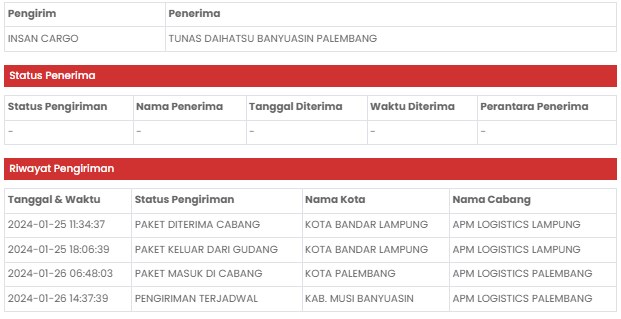 Pengirim Penerima
INSAN CARGO TUNAS DAIHATSU BANYUASIN PALEMBANG
Status Penerima
Status Pengiriman Nama Penerima Tanggal Diterima Waktu Diterima Perantara Penerima
- - - - -
Riwayat Pengiriman
Tanggal & Waktu Status Pengiriman Nama Kota Nama Cabang
2024-01-25 11:34:37 PAKET DITERIMA CABANG KOTA BANDAR LAMPUNG APM LOGISTICS LAMPUNG
2024-01-25 18:06:39 PAKET KELUAR DARI GUDANG KOTA BANDAR LAMPUNG APM LOGISTICS LAMPUNG
2024-01-26 06:48:03 PAKET MASUK DI CABANG KOTA PALEMBANG APM LOGISTICS PALEMBANG
2024-01-26 14:37:39 PENGIRIMAN TERJADWAL KAB. MUSI BANYUASIN APM LOGISTICS PALEMBANG